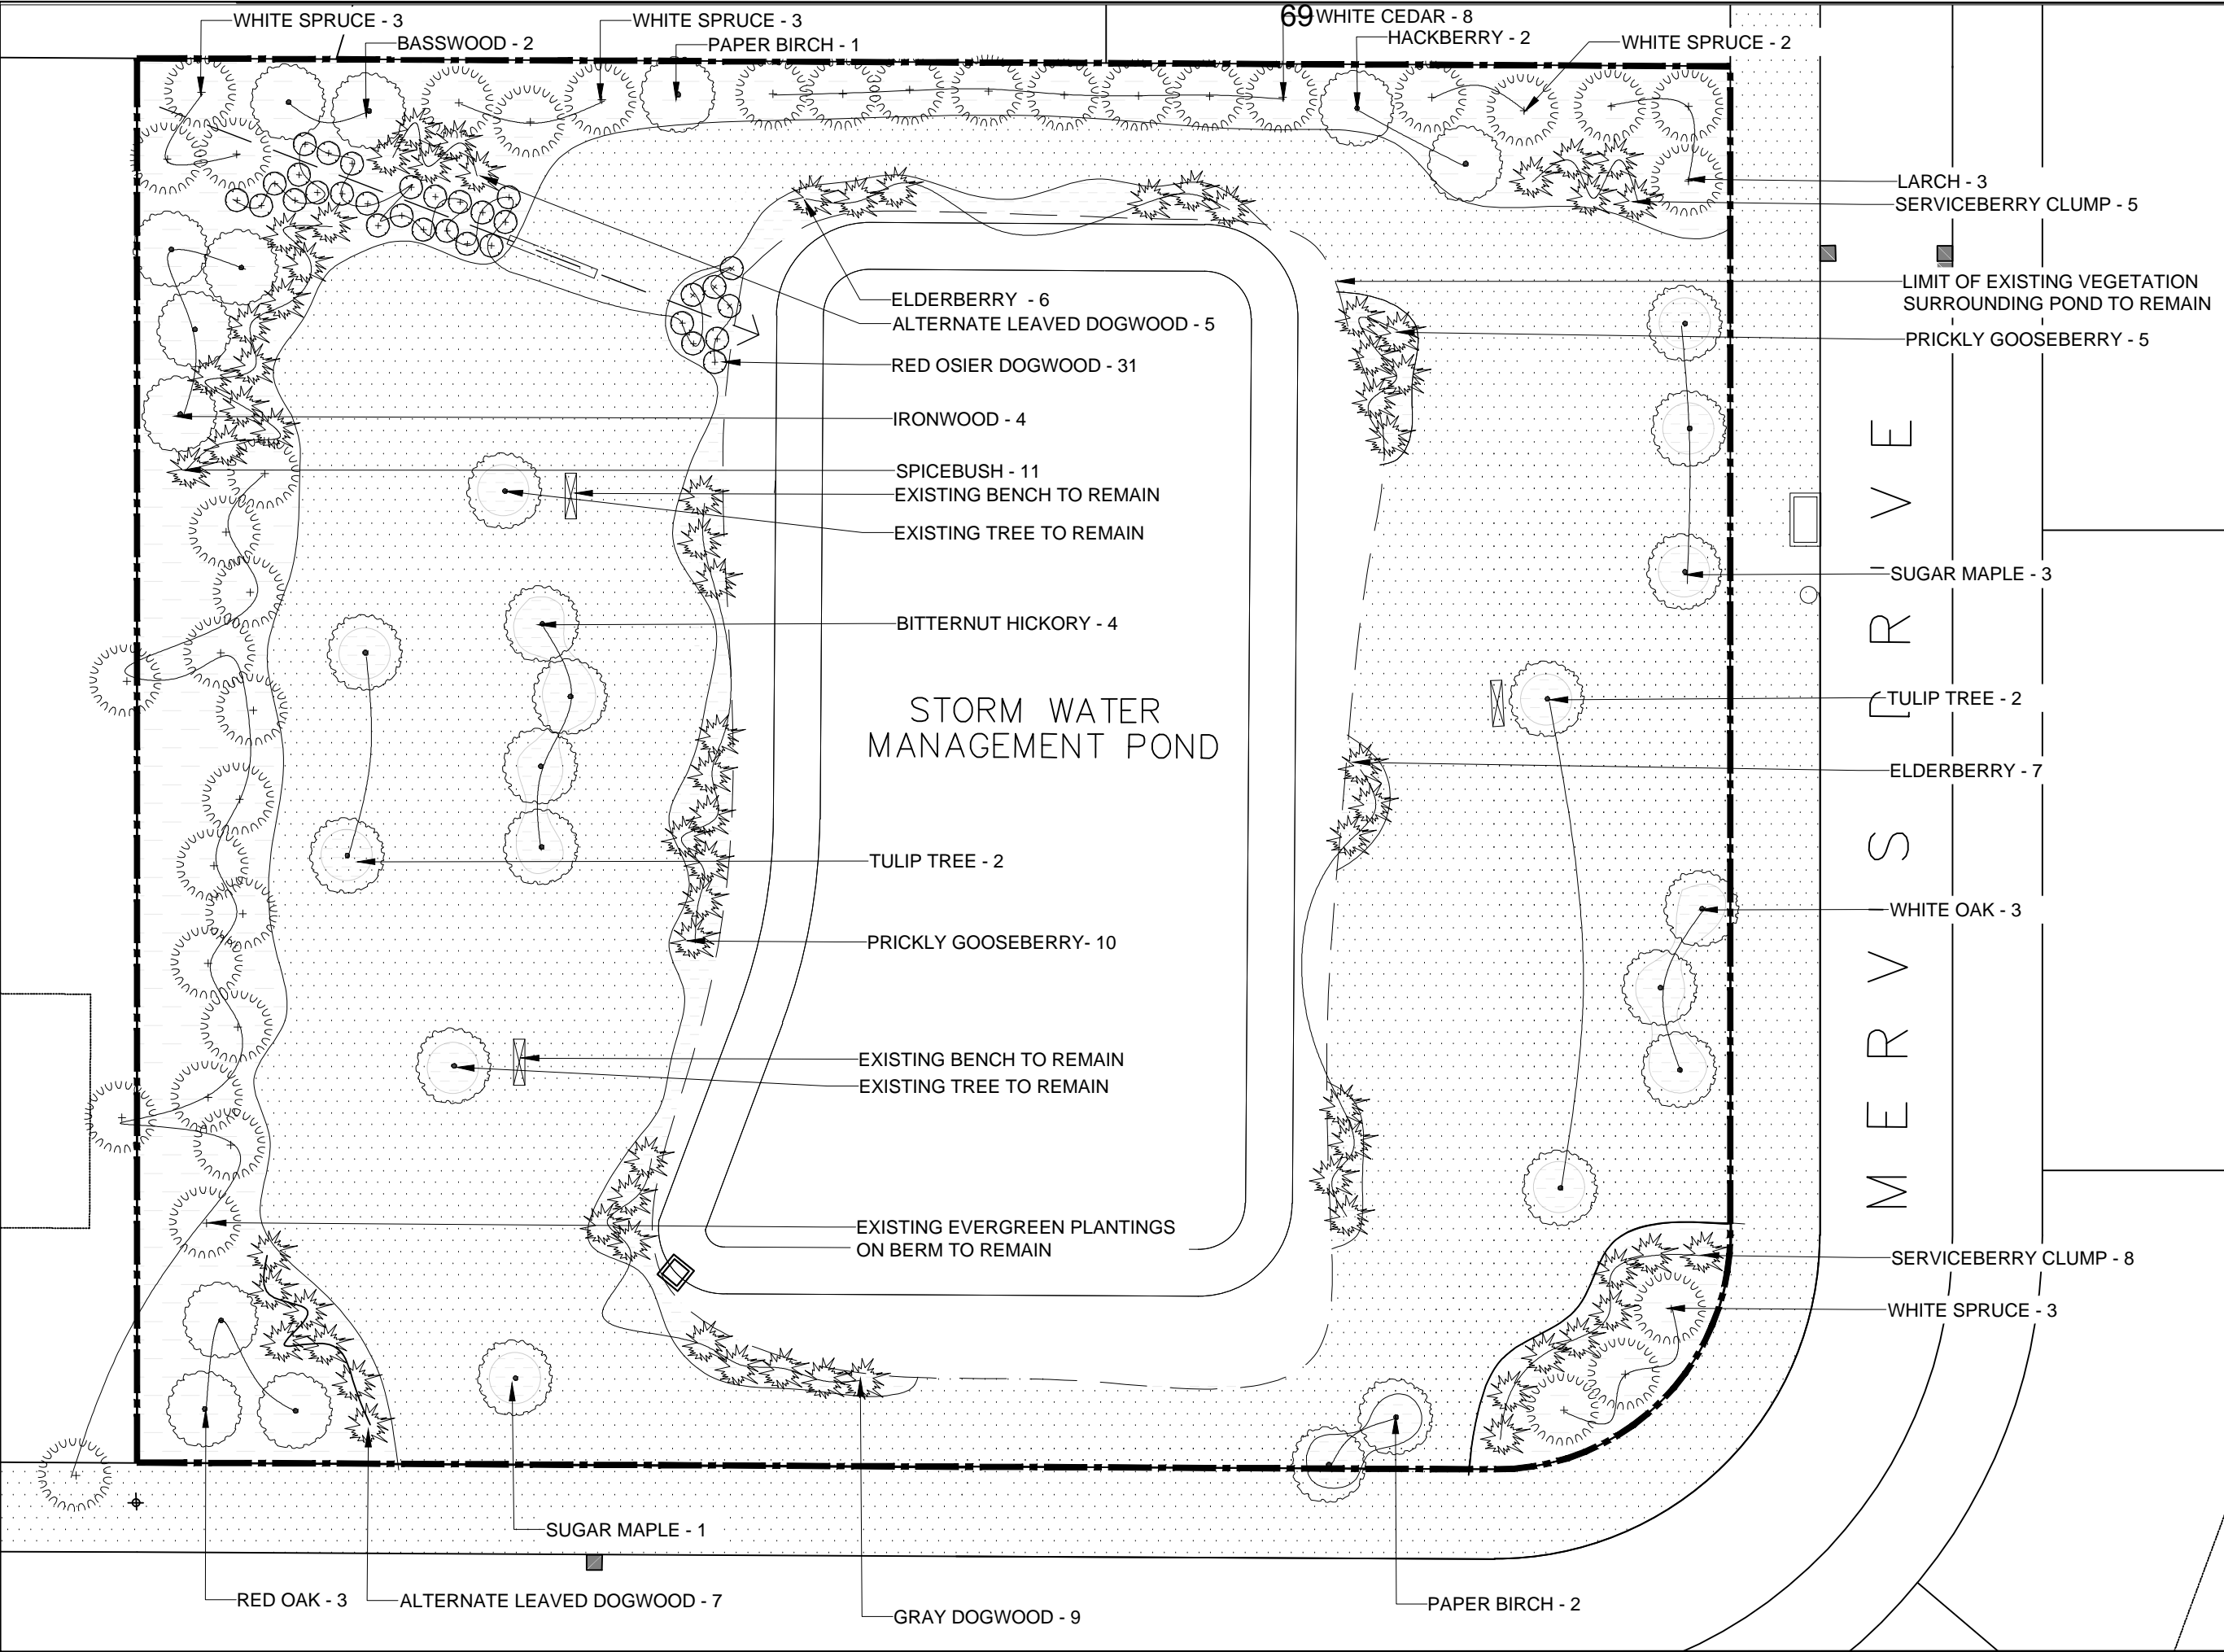 WHITE SPRUCE - 3
WHITE SPRUCE - 3
69
WHITE CEDAR - 8
BASSWOOD - 2
PAPER BIRCH - 1
HACKBERRY - 2
WHITE SPRUCE - 2
LARCH - 3
SERVICEBERRY CLUMP - 5
LIMIT OF EXISTING VEGETATION
SURROUNDING POND TO REMAIN
PRICKLY GOOSEBERRY - 5
ELDERBERRY - 6
ALTERNATE LEAVED DOGWOOD - 5
RED OSIER DOGWOOD - 31
IRONWOOD - 4
SPICEBUSH - 11
EXISTING BENCH TO REMAIN
EXISTING TREE TO REMAIN
SUGAR MAPLE - 3
BITTERNUT HICKORY - 4
TULIP TREE - 2
STORM WATER
MANAGEMENT POND
ELDERBERRY - 7
TULIP TREE - 2
WHITE OAK - 3
PRICKLY GOOSEBERRY- 10
MERVIS DRIVE
EXISTING BENCH TO REMAIN
EXISTING TREE TO REMAIN
EXISTING EVERGREEN PLANTINGS
ON BERM TO REMAIN
SERVICEBERRY CLUMP - 8
WHITE SPRUCE - 3
SUGAR MAPLE - 1
RED OAK - 3
ALTERNATE LEAVED DOGWOOD - 7
GRAY DOGWOOD - 9
PAPER BIRCH - 2